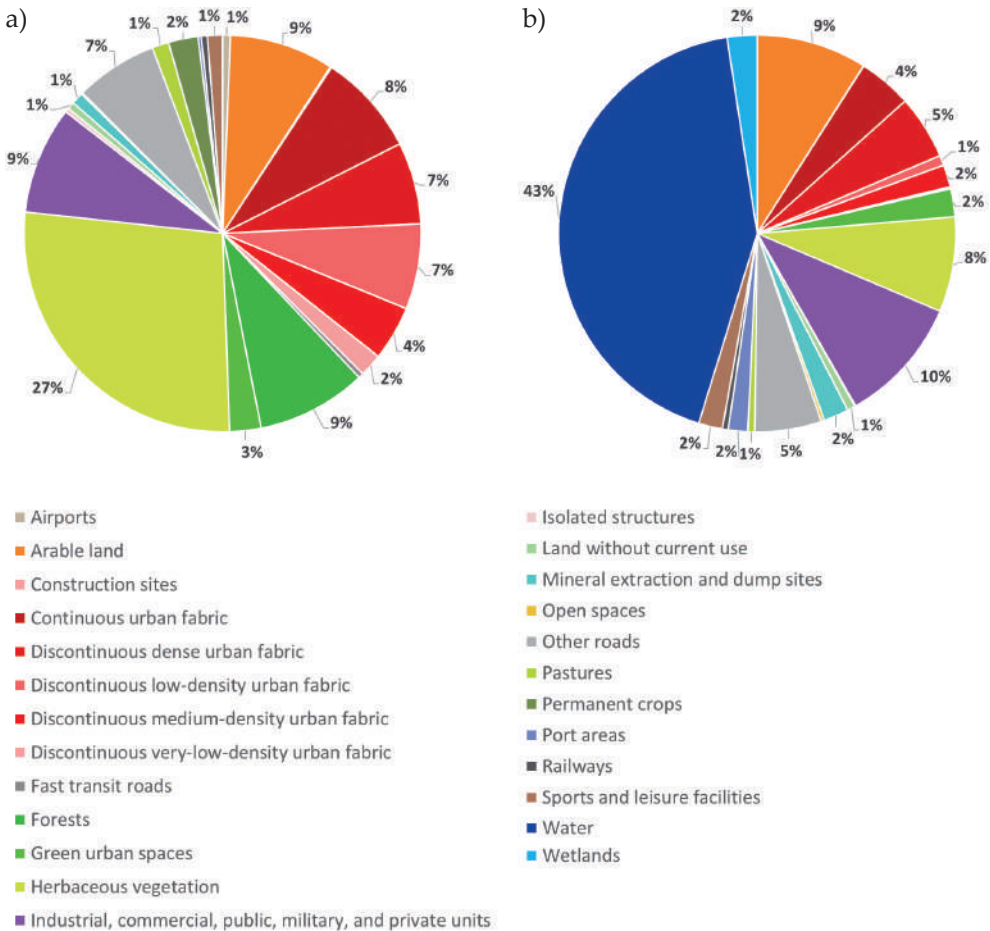 a)
1%
1%
2%
1%
7%
1%
1%
9%
27%
3%
9%
2%
4%
7%
7%
8%
9%
b)
2%
9%
4%
5%
1%
2%
2%
8%
10%
1%
2%
5%
1%
2%
2%
2%
43%
Airports
Arable land
Construction sites
Continuous urban fabric
Discontinuous dense urban fabric
Discontinuous low-density urban fabric
Discontinuous medium-density urban fabric
Discontinuous very-low-density urban fabric
Fast transit roads
Forests
Green urban spaces
Herbaceous vegetation
Industrial, commercial, public, military, and private units
Isolated structures
Land without current use
Mineral extraction and dump sites
Open spaces
Other roads
Pastures
Permanent crops
Port areas
Railways
Sports and leisure facilities
Water
Wetlands